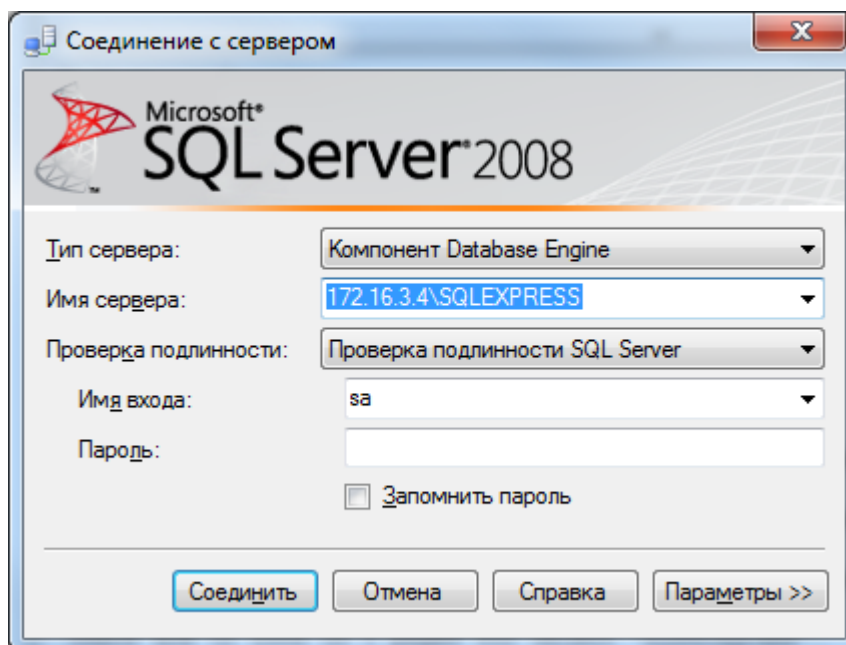 Соединение с сервером
Microsoft®
SQL Server® 2008
Тип сервера: Компонент Database Engine
Имя сервера: 172.16.3.4\SQLEXPRESS
Проверка подлинности: Проверка подлинности SQL Server
Имя входа: sa
Пароль:
Запомнить пароль
Соединить Отмена Справка Параметры >>